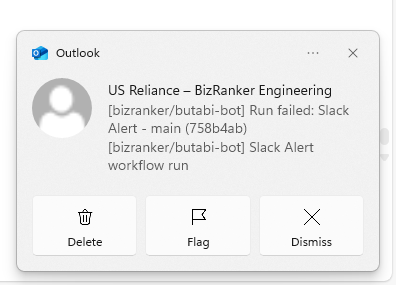 Outlook
US Reliance – BizRanker Engineering
[bizranker/butabi-bot] Run failed: Slack
Alert - main (758b4ab)
[bizranker/butabi-bot] Slack Alert
workflow run
Delete
Flag
Dismiss